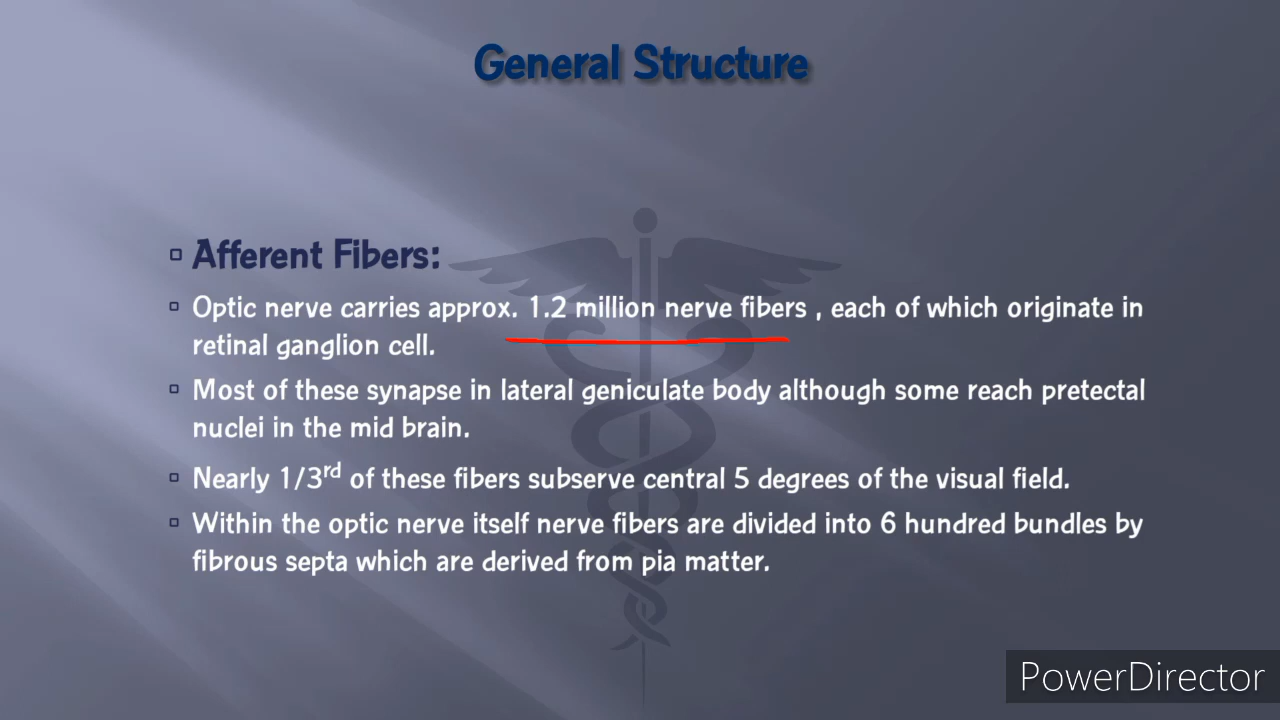 General Structure
Afferent Fibers:
Optic nerve carries approx. 1.2 million nerve fibers , each of which originate in
retinal ganglion cell.
Most of these synapse in lateral geniculate body although some reach pretectal
nuclei in the mid brain.
Nearly 1/3rd of these fibers subserve central 5 degrees of the visual field.
Within the optic nerve itself nerve fibers are divided into 6 hundred bundles by
fibrous septa which are derived from pia matter.
PowerDirector